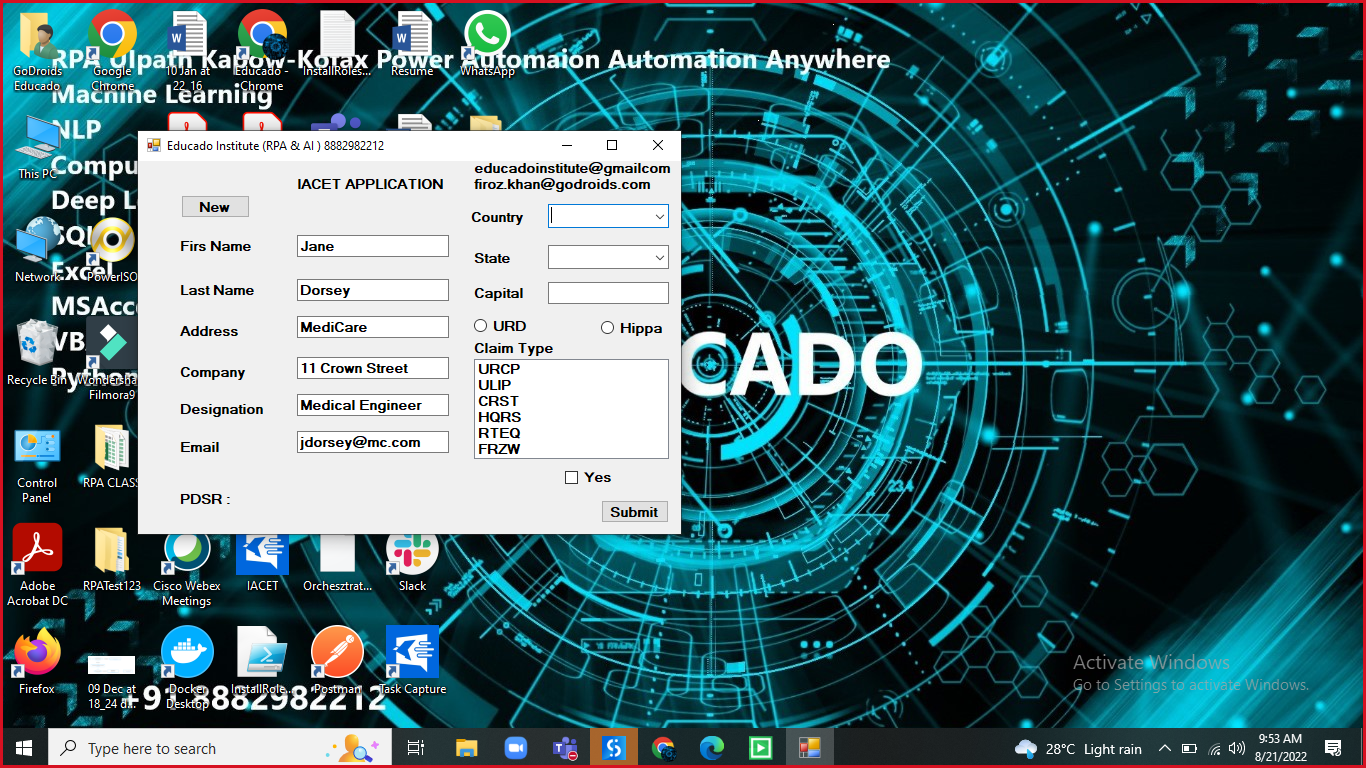 RPA Uipath Kapow-Kofax Power Automaion Automation Anywhere
Machine Learning
NLP
Compu
Deep L
SQL
Excel
MSAcce
VB
Python
CADO
+91 8882982212
GoDroids Educado
Google Chrome
10 Jan at 22_16
Educado - Chrome
InstallRoles...
Resume
WhatsApp
This PC
Network
PowerISO
Recycle Bin
Wondersha
Filmora9
Control Panel
RPA CLASS
Adobe Acrobat DC
RPATest123
Cisco Webex Meetings
IACET
Orchesztrat...
Slack
Firefox
09 Dec at 18_24 d...
Docker Desktop
InstallRole...
Postman
Task Capture
Educado Institute (RPA & AI ) 8882982212
IACET APPLICATION
educadoinstitute@gmailcom
firoz.khan@godroids.com
New
Country
Firs Name Jane
State
Last Name Dorsey
Capital
Address MediCare
URD Hippa
Claim Type
Company 11 Crown Street
URCP
ULIP
CRST
HQRS
RTEQ
FRZW
Designation Medical Engineer
Email jdorsey@mc.com
Yes
PDSR :
Submit
23.4
Activate Windows
Go to Settings to activate Windows.
Type here to search
28°C Light rain
9:53 AM
8/21/2022